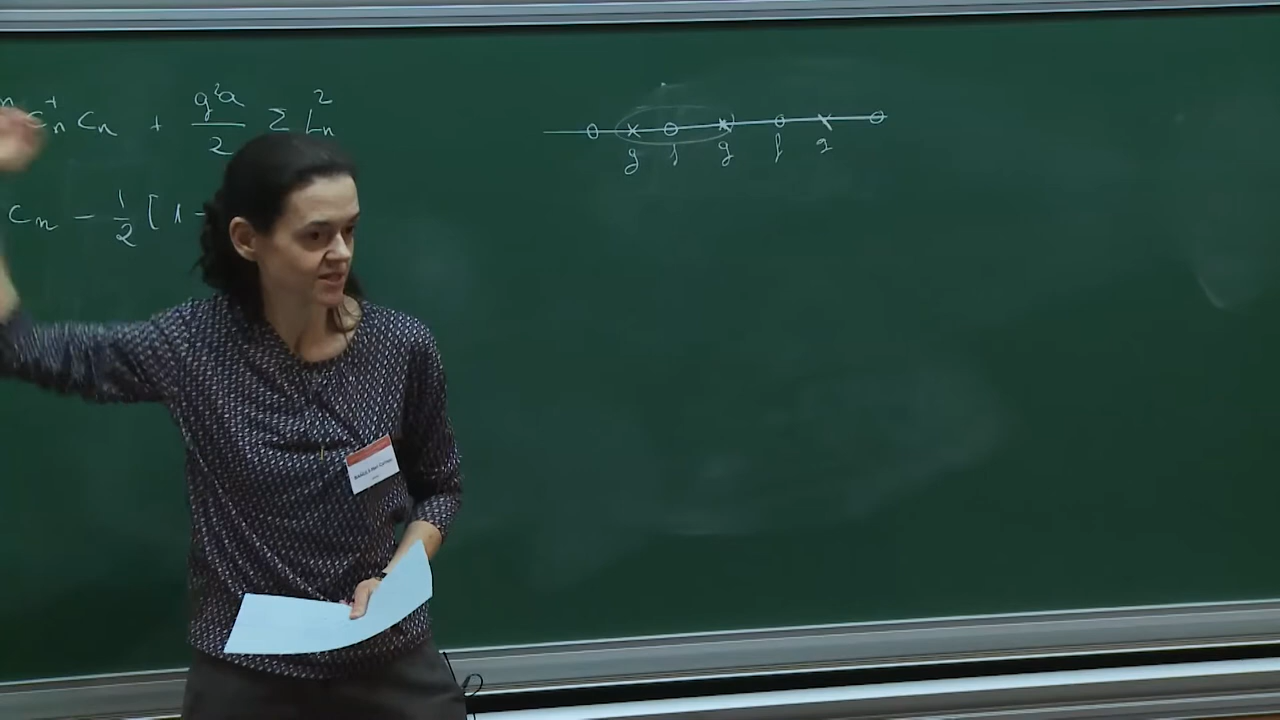 c_n^+ c_n + g²a/2 Σ L_n²
c_n - 1/2 [1 -
g f g f g